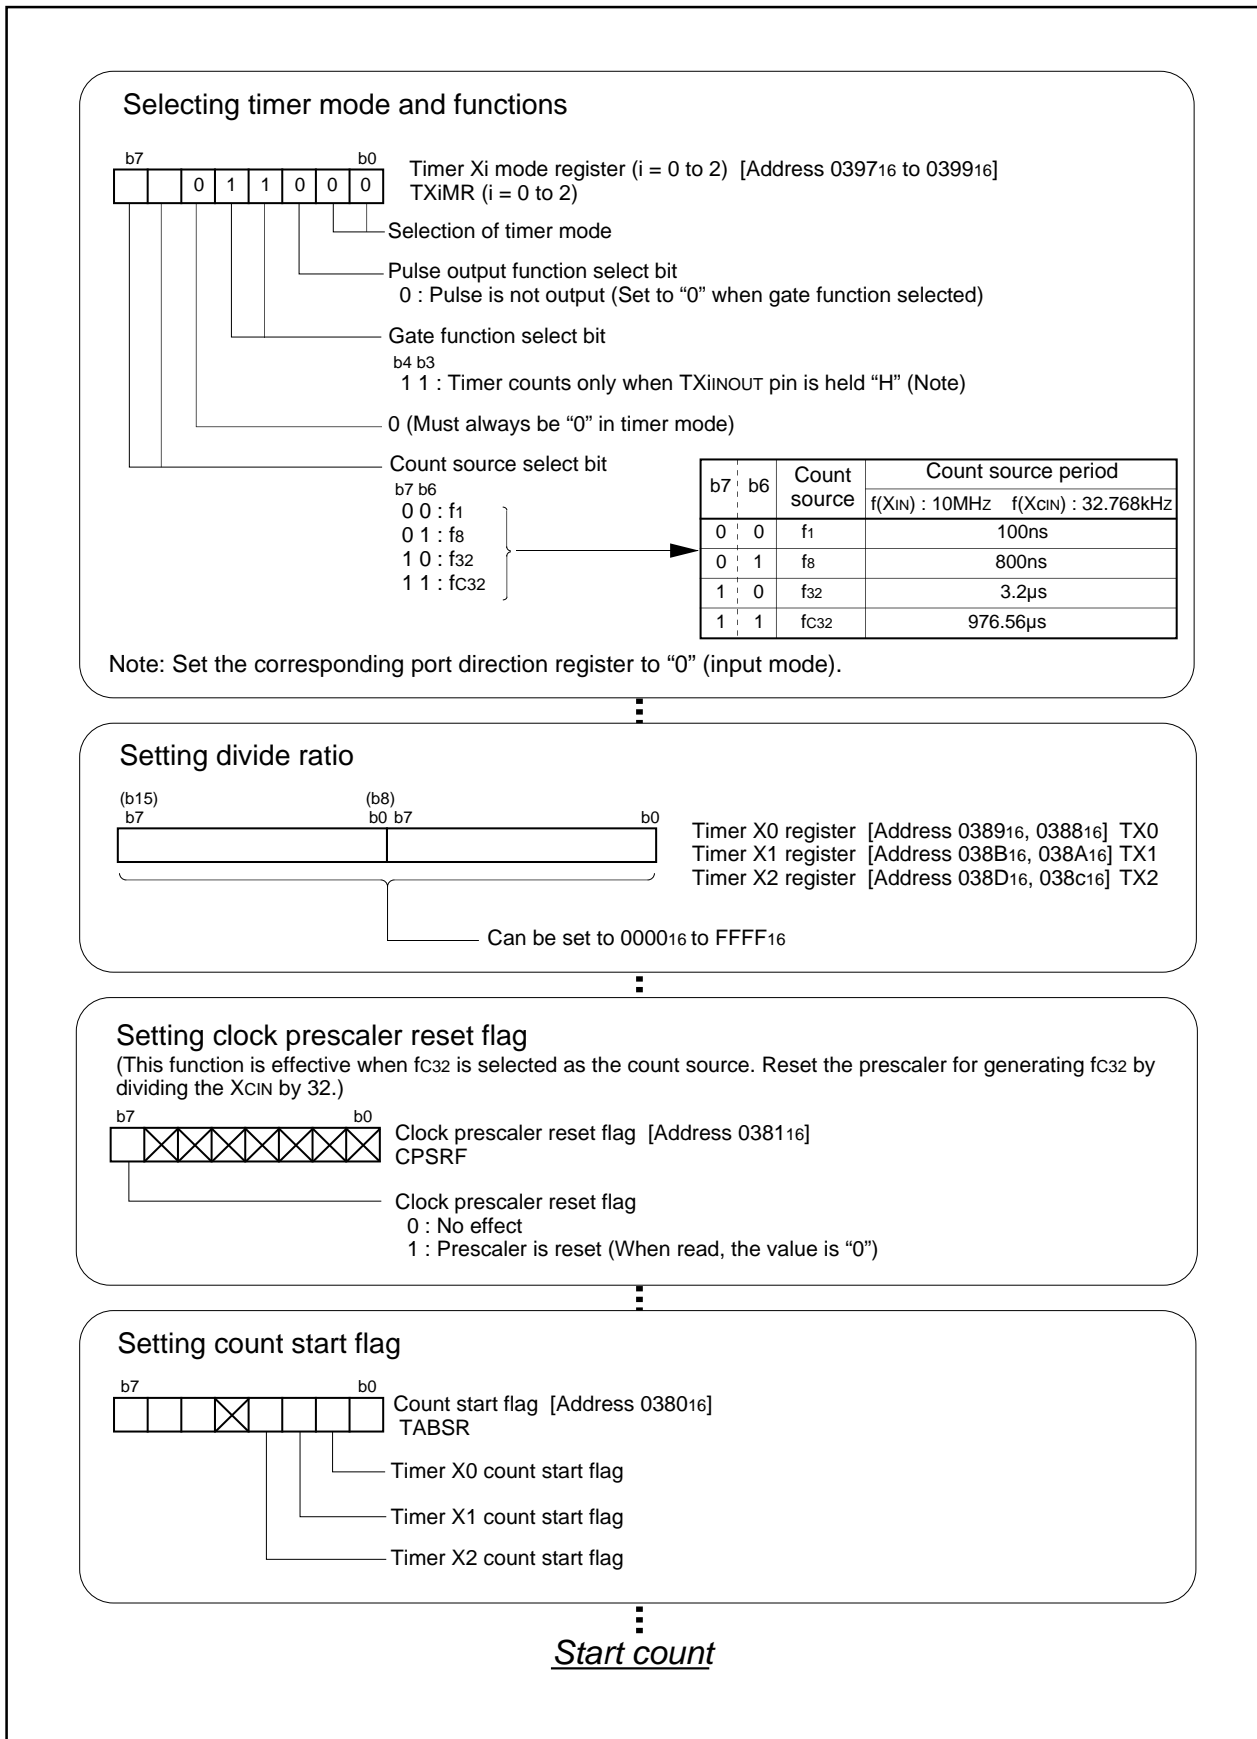 Selecting timer mode and functions
b7 b0
0 1 1 0 0 0
Timer Xi mode register (i = 0 to 2) [Address 039716 to 039916]
TXiMR (i = 0 to 2)
Selection of timer mode
Pulse output function select bit
0 : Pulse is not output (Set to “0” when gate function selected)
Gate function select bit
b4 b3
1 1 : Timer counts only when TXiINOUT pin is held “H” (Note)
0 (Must always be “0” in timer mode)
Count source select bit
b7 b6
0 0 : f1
0 1 : f8
1 0 : f32
1 1 : fC32
b7 b6 Count source Count source period
f(XIN) : 10MHZ f(XcIN) : 32.768kHZ
0 0 f1 100ns
0 1 f8 800ns
1 0 f32 3.2µs
1 1 fC32 976.56µs
Note: Set the corresponding port direction register to “0” (input mode).
Setting divide ratio
(b15) (b8)
b7 b0 b7 b0
Timer X0 register [Address 038916, 038816] TX0
Timer X1 register [Address 038B16, 038A16] TX1
Timer X2 register [Address 038D16, 038c16] TX2
Can be set to 000016 to FFFF16
Setting clock prescaler reset flag
(This function is effective when fC32 is selected as the count source. Reset the prescaler for generating fC32 by
dividing the XCIN by 32.)
b7 b0
Clock prescaler reset flag [Address 038116]
CPSRF
Clock prescaler reset flag
0 : No effect
1 : Prescaler is reset (When read, the value is “0”)
Setting count start flag
b7 b0
Count start flag [Address 038016]
TABSR
Timer X0 count start flag
Timer X1 count start flag
Timer X2 count start flag
Start count